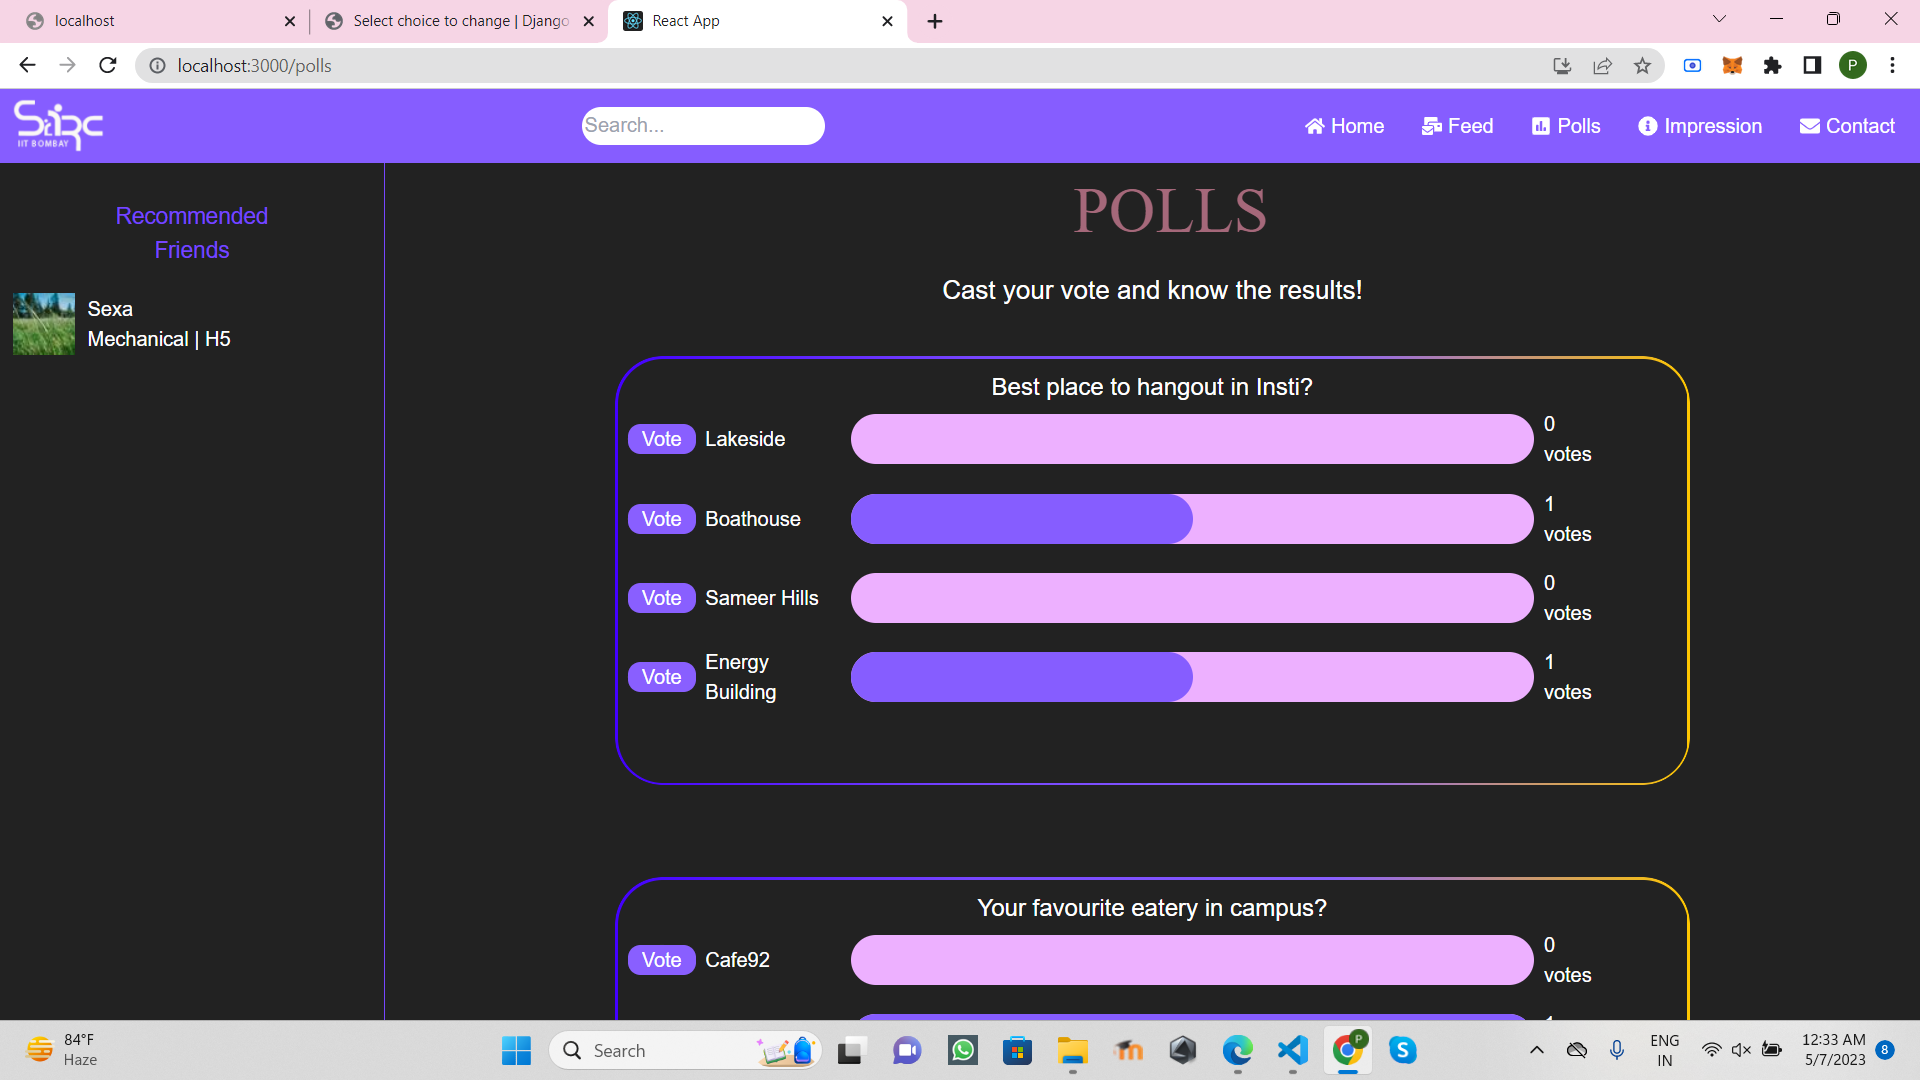 localhost
Select choice to change | Django
React App
localhost:3000/polls
P
SARC
IIT BOMBAY
Search...
Home
Feed
Polls
Impression
Contact
Recommended
Friends
Sexa
Mechanical | H5
POLLS
Cast your vote and know the results!
Best place to hangout in Insti?
Vote Lakeside
0
votes
Vote Boathouse
1
votes
Vote Sameer Hills
0
votes
Vote Energy
Building
1
votes
Your favourite eatery in campus?
Vote Cafe92
0
votes
84°F
Haze
Search
P
S
ENG
IN
12:33 AM
5/7/2023
8